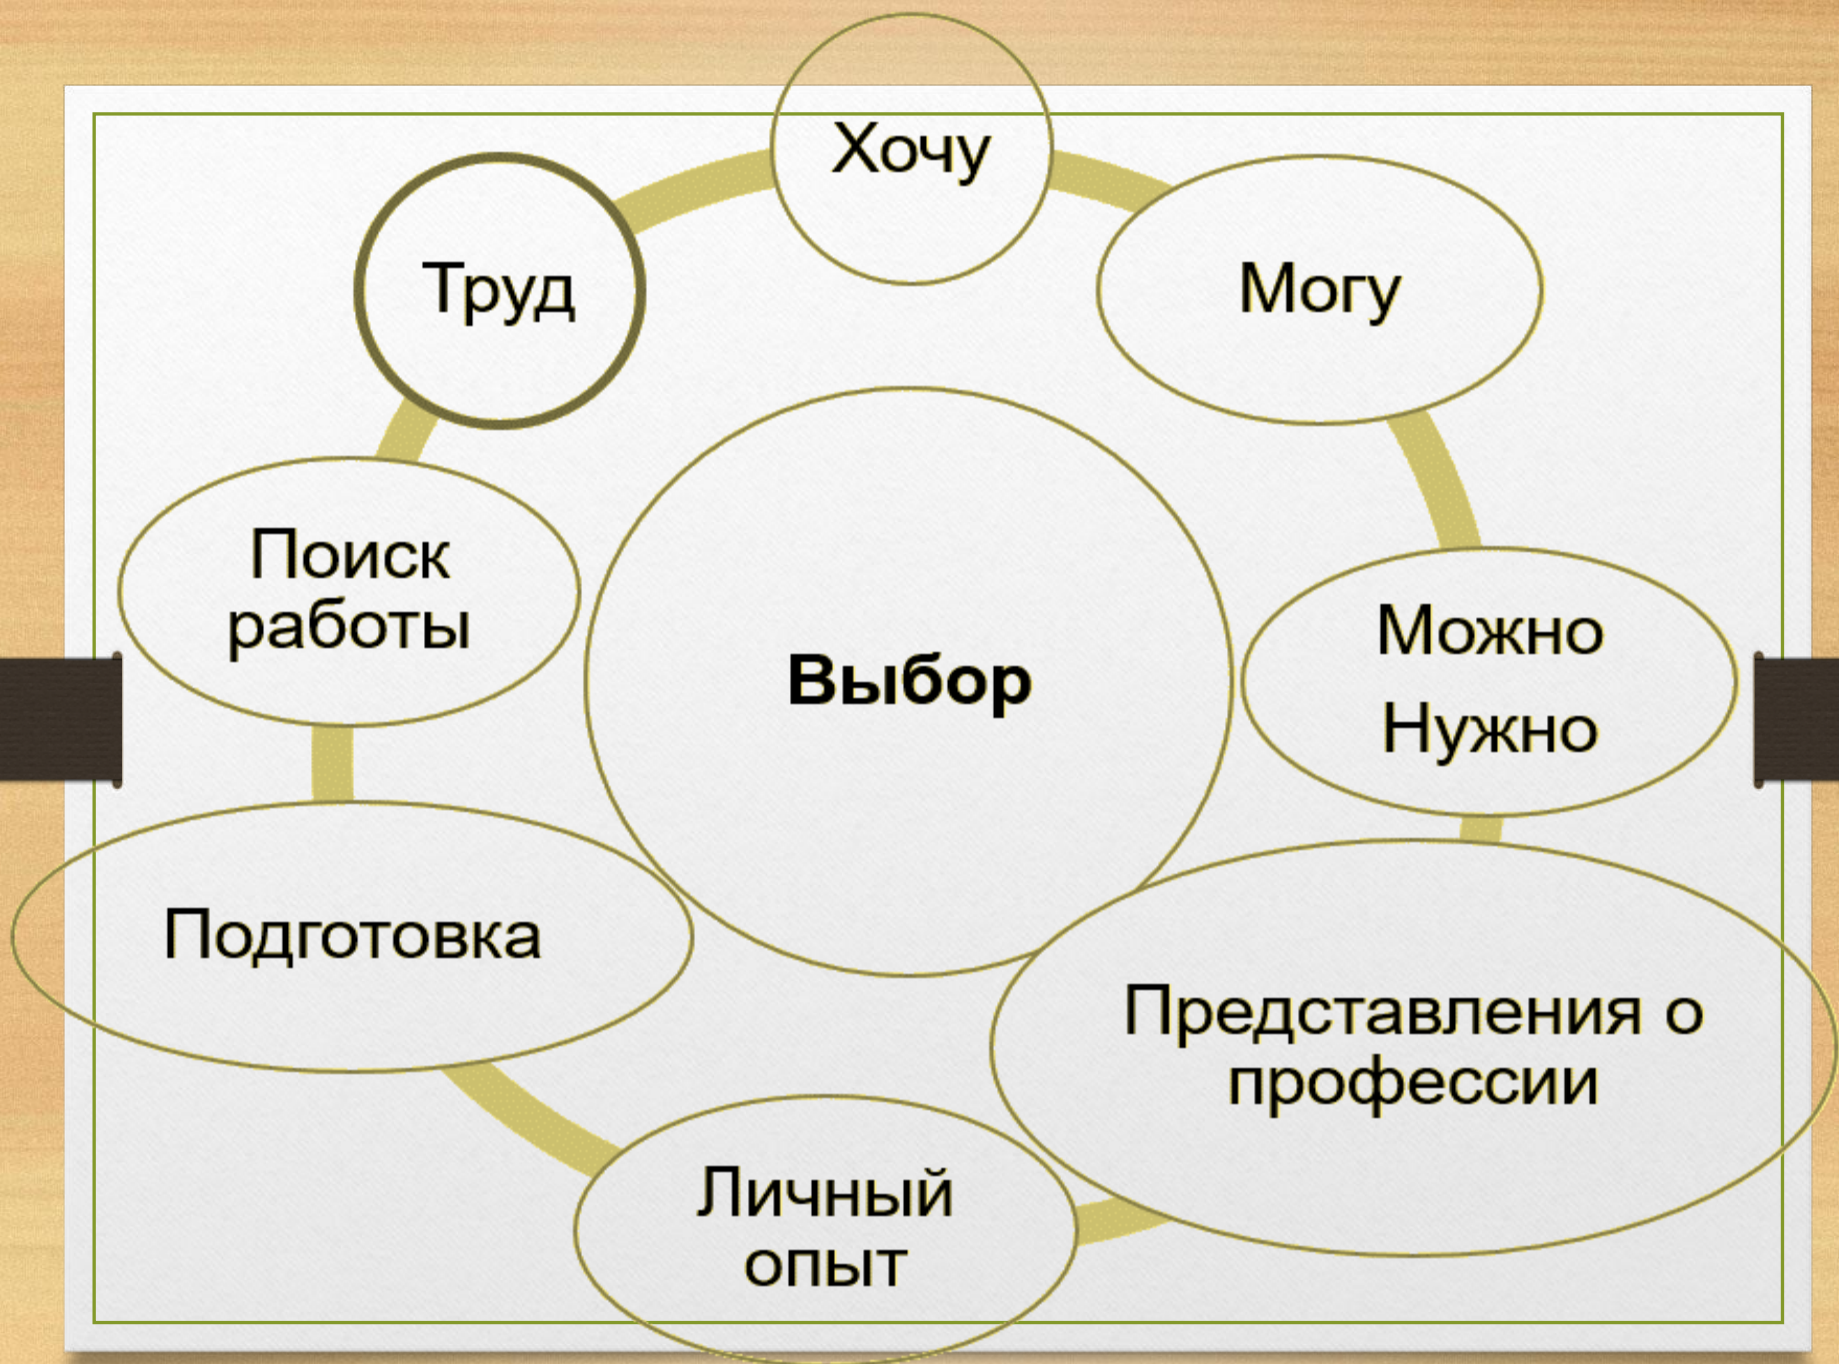 Хочу
Могу
Можно
Нужно
Представления о
профессии
Личный
опыт
Подготовка
Поиск
работы
Труд
Выбор